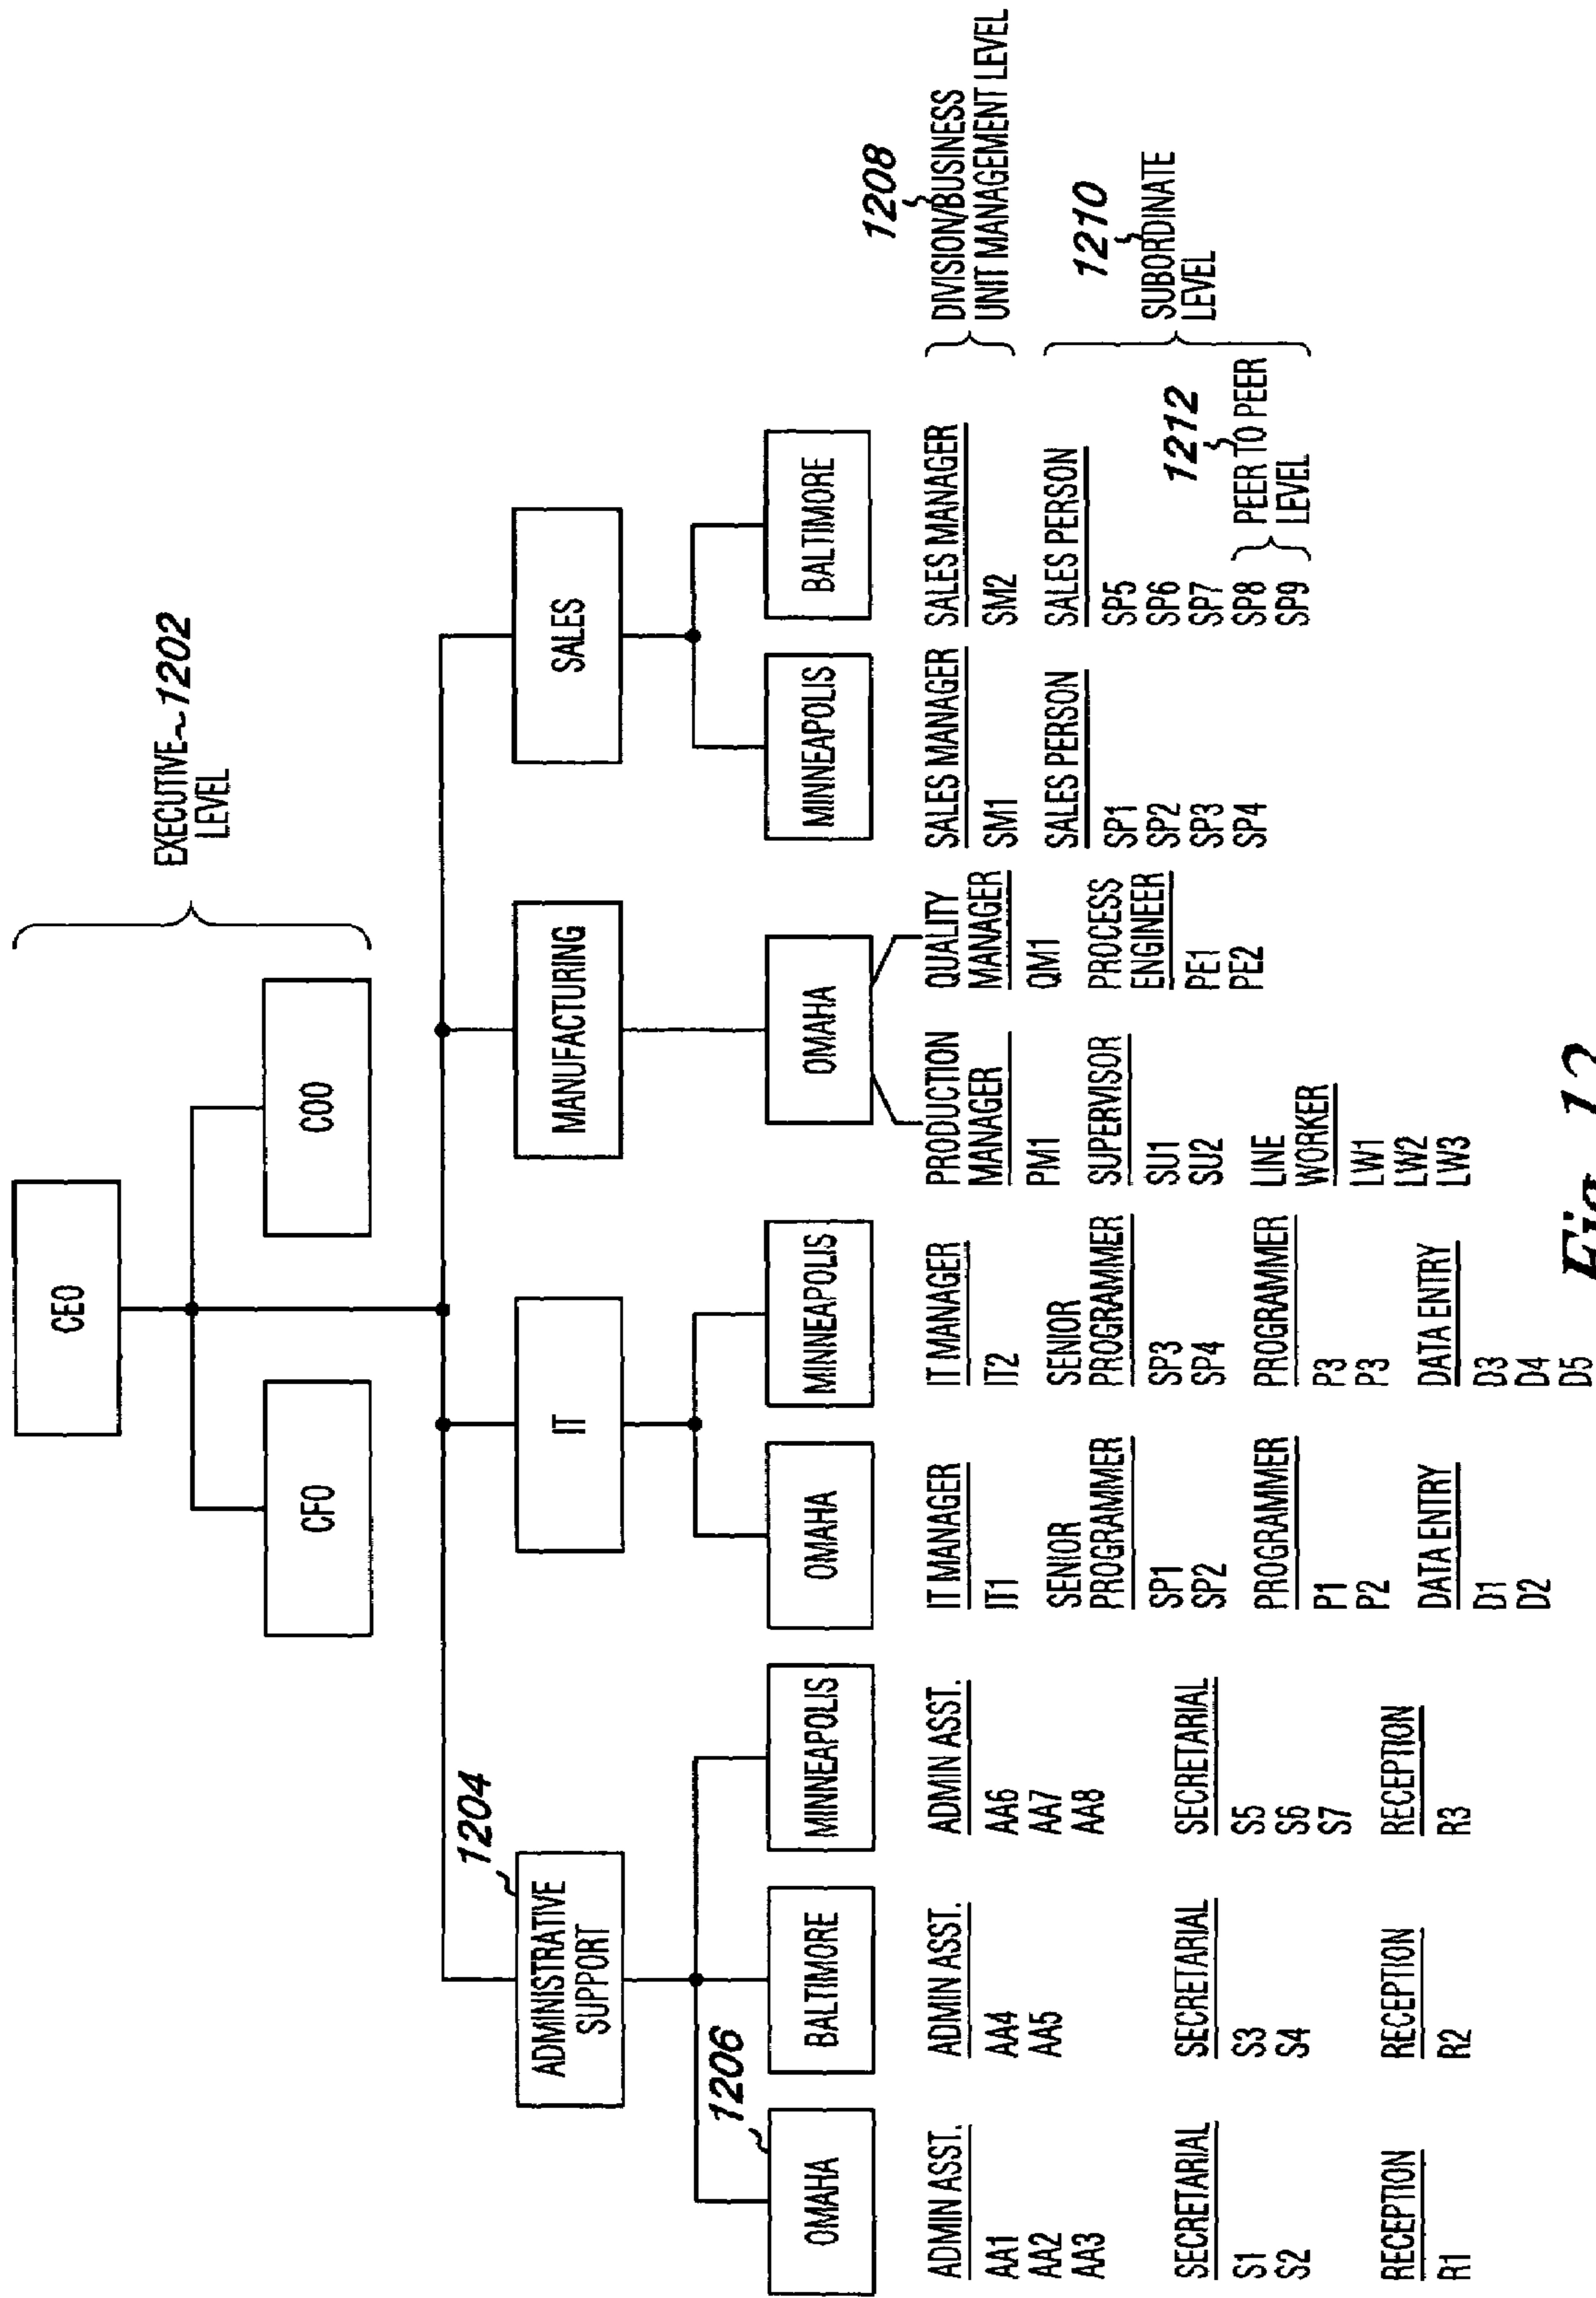 CEO
CFO
COO
EXECUTIVE 1202
LEVEL
1204
ADMINISTRATIVE
SUPPORT
IT
MANUFACTURING
SALES
1206
OMAHA
BALTIMORE
MINNEAPOLIS
OMAHA
MINNEAPOLIS
OMAHA
MINNEAPOLIS
BALTIMORE
ADMIN ASST.
AA1
AA2
AA3
SECRETARIAL
S1
S2
RECEPTION
R1
ADMIN ASST.
AA4
AA5
SECRETARIAL
S3
S4
RECEPTION
R2
ADMIN ASST.
AA6
AA7
AA8
SECRETARIAL
S5
S6
S7
RECEPTION
R3
IT MANAGER
IT1
SENIOR
PROGRAMMER
SP1
SP2
PROGRAMMER
P1
P2
DATA ENTRY
D1
D2
IT MANAGER
IT2
SENIOR
PROGRAMMER
SP3
SP4
PROGRAMMER
P3
P3
DATA ENTRY
D3
D4
D5
PRODUCTION
MANAGER
PM1
SUPERVISOR
SU1
SU2
LINE
WORKER
LW1
LW2
LW3
QUALITY
MANAGER
QM1
PROCESS
ENGINEER
PE1
PE2
SALES MANAGER
SM1
SALES PERSON
SP1
SP2
SP3
SP4
SALES MANAGER
SM2
SALES PERSON
SP5
SP6
SP7
SP8
SP9
1208
DIVISION/BUSINESS
UNIT MANAGEMENT LEVEL
1210
SUBORDINATE
LEVEL
1212
PEER TO PEER
LEVEL
Fig. 12